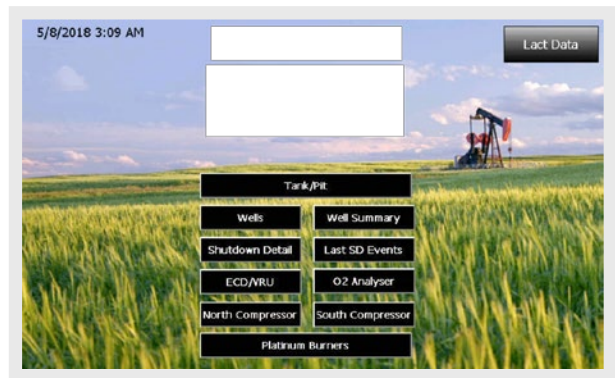 5/8/2018 3:09 AM
Lact Data
Tank/Pit
Wells Well Summary
Shutdown Detail Last SD Events
ECD/VRU O2 Analyser
North Compressor South Compressor
Platinum Burners